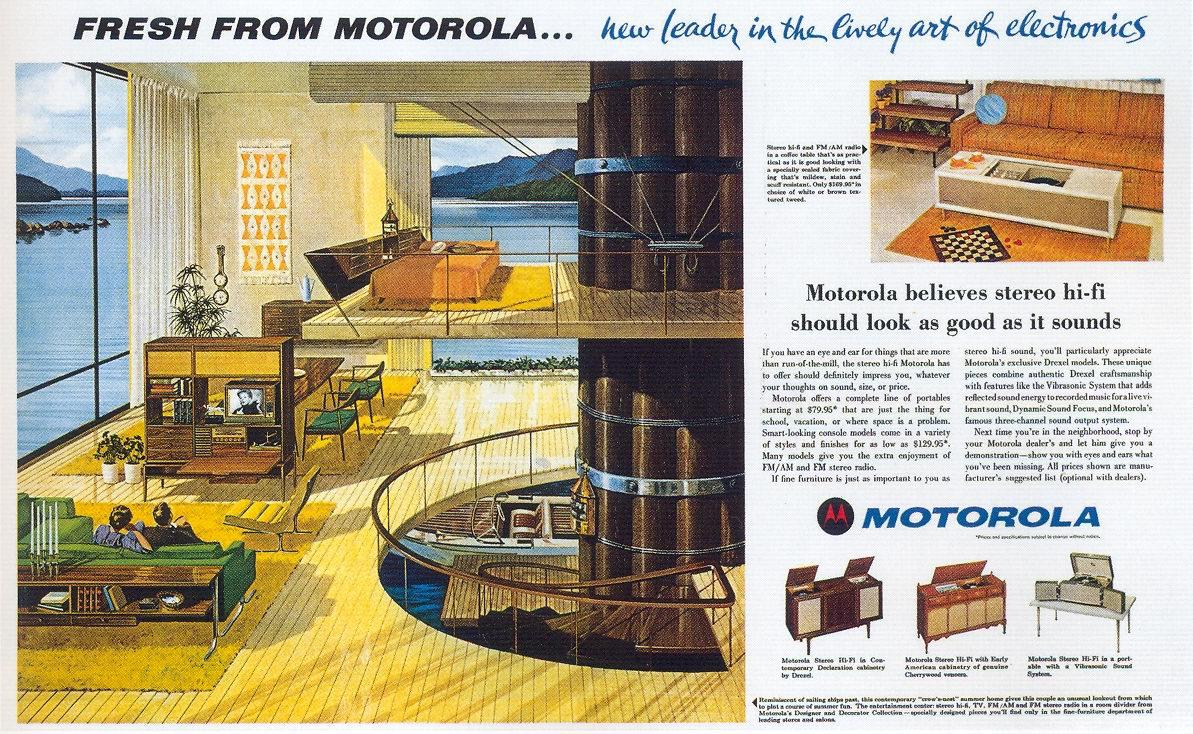 FRESH FROM MOTOROLA... new leader in the lively art of electronics
Stereo hi-fi and FM/AM radio
in a coffee table that's as prac-
tical as it is good looking with
a specially sealed fabric cover-
ing that's mildew, stain and
scuff resistant. Only $169.95* in
choice of white or brown tex-
tured tweed.
Motorola believes stereo hi-fi
should look as good as it sounds
If you have an eye and ear for things that are more
than run-of-the-mill, the stereo hi-fi Motorola has
to offer should definitely impress you, whatever
your thoughts on sound, size, or price.
Motorola offers a complete line of portables
starting at $79.95* that are just the thing for
school, vacation, or where space is a problem.
Smart-looking console models come in a variety
of styles and finishes for as low as $129.95*.
Many models give you the extra enjoyment of
FM/AM and FM stereo radio.
If fine furniture is just as important to you as
stereo hi-fi sound, you'll particularly appreciate
Motorola's exclusive Drexel models. These unique
pieces combine authentic Drexel craftsmanship
with features like the Vibrasonic System that adds
reflected sound energy to recorded music for a live vi-
brant sound, Dynamic Sound Focus, and Motorola's
famous three-channel sound output system.
Next time you're in the neighborhood, stop by
your Motorola dealer's and let him give you a
demonstration—show you with eyes and ears what
you've been missing. All prices shown are manu-
facturer's suggested list (optional with dealers).
MOTOROLA
*Prices and specifications subject to change without notice.
Motorola Stereo Hi-Fi in Con-
temporary Declaration cabinetry
by Drexel.
Motorola Stereo Hi-Fi with Early
American cabinetry of genuine
Cherrywood veneers.
Motorola Stereo Hi-Fi in a port-
able with a Vibrasonic Sound
System.
Reminiscent of sailing ships past, this contemporary "crow's-nest" summer home gives this couple an unusual lookout from which
to plot a course of summer fun. The entertainment center: stereo hi-fi, TV, FM/AM and FM stereo radio in a room divider from
Motorola's Designer and Decorator Collection—specially designed pieces you'll find only in the fine-furniture department of
leading stores and salons.